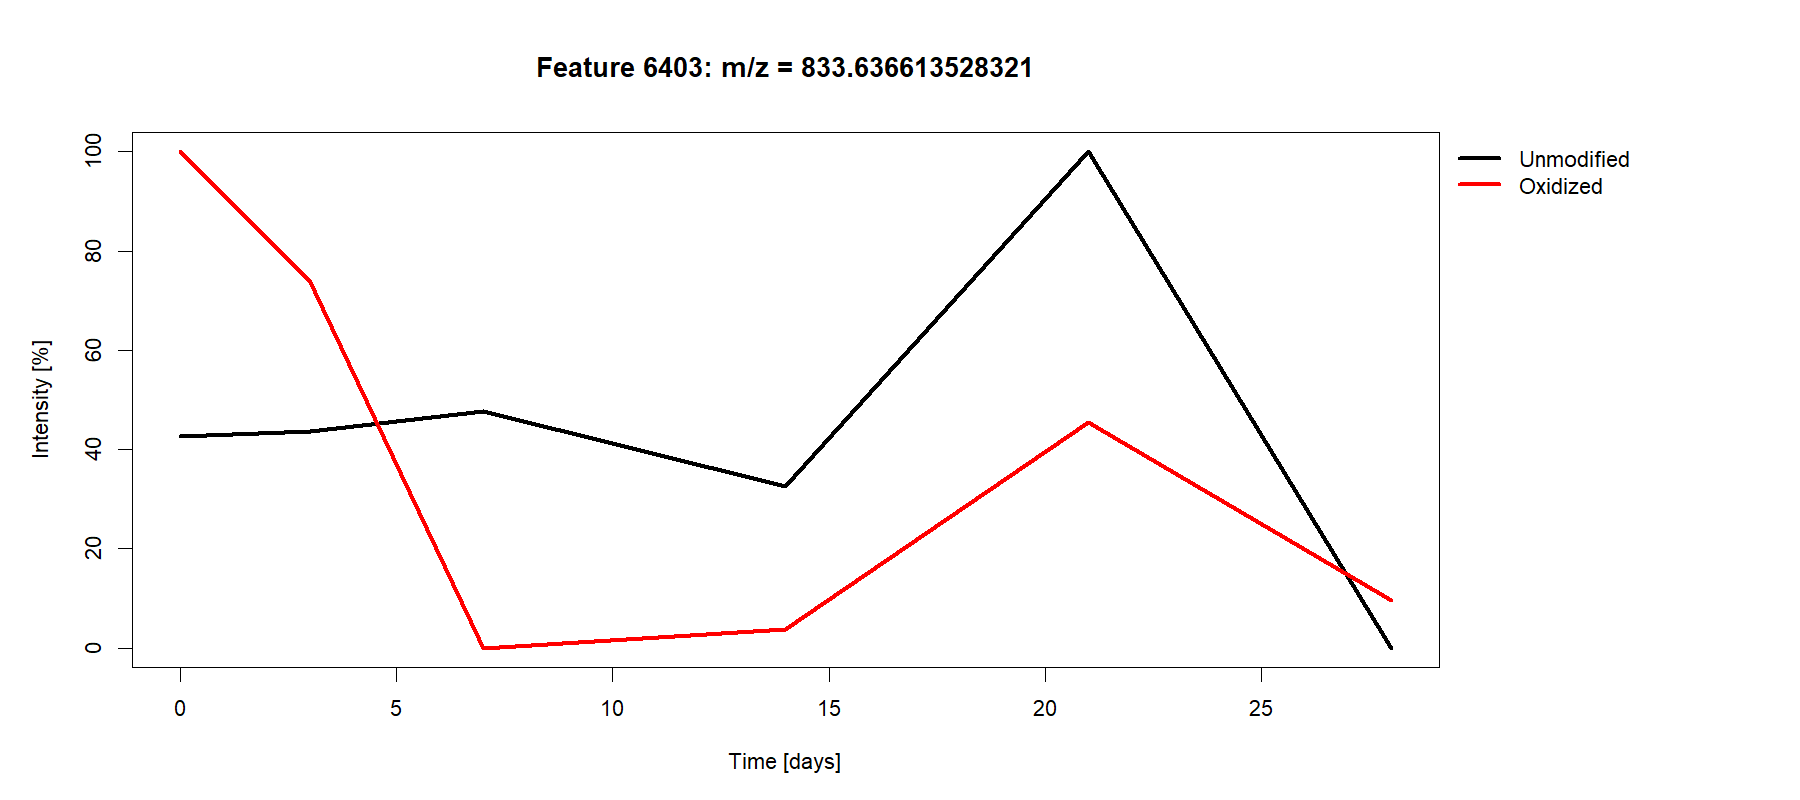 Feature 6403: m/z = 833.636613528321
Unmodified
Oxidized
Intensity [%]
100
80
60
40
20
0
0 5 10 15 20 25
Time [days]